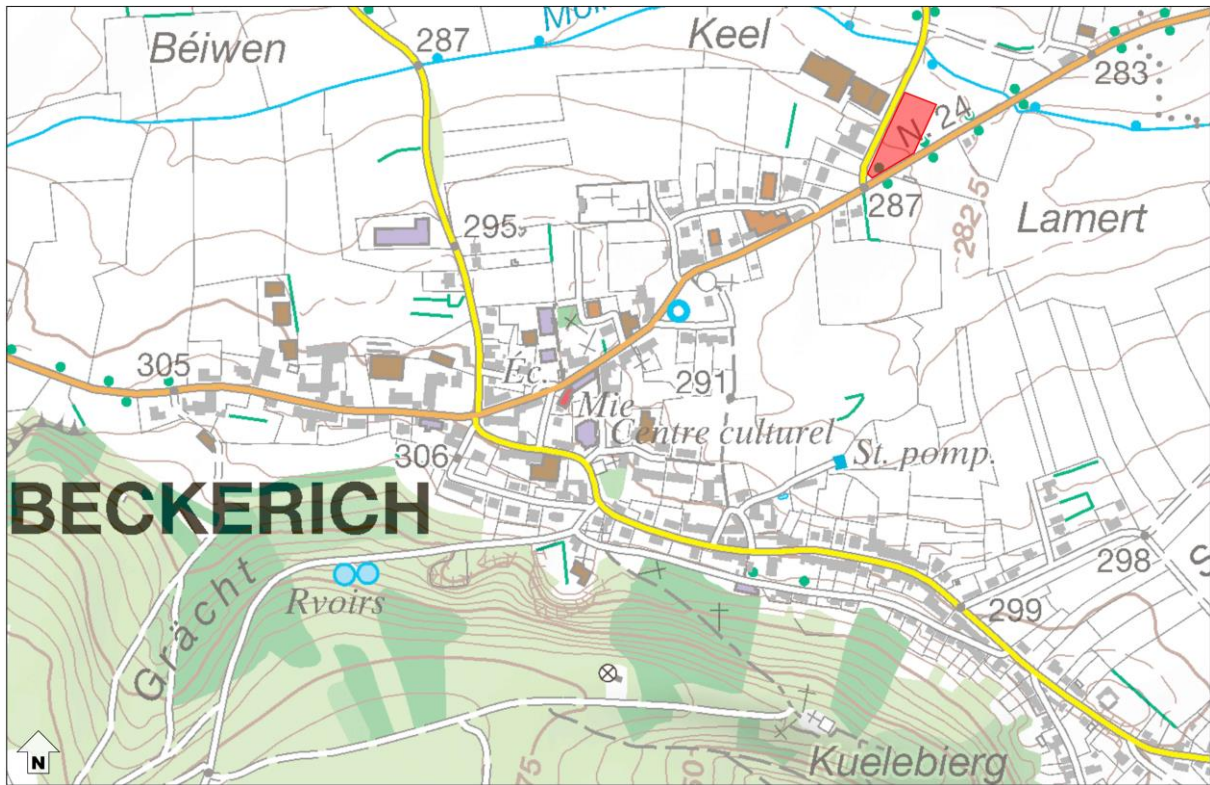 Béiwen
287
Keel
283
N. 24
287
282.5
Lamert
295
305
Éc.
Mie
291
Centre culturel
306
St. pomp.
BECKERICH
298
299
Rvoirs
Grächt
Kuelebierg
N